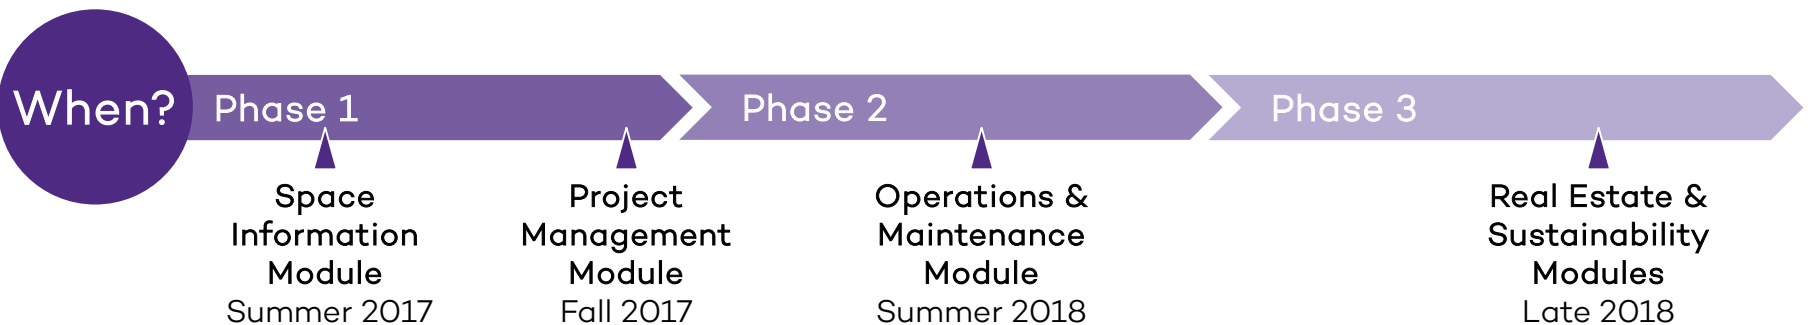 When?
Phase 1
Phase 2
Phase 3
Space
Information
Module
Summer 2017
Project
Management
Module
Fall 2017
Operations &
Maintenance
Module
Summer 2018
Real Estate &
Sustainability
Modules
Late 2018